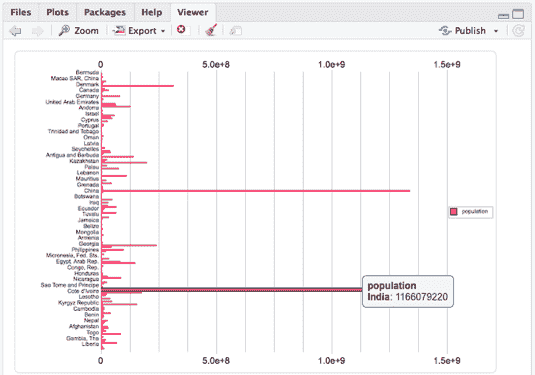 Files Plots Packages Help Viewer
Zoom Export Publish
0 5.0e+8 1.0e+9 1.5e+9
Bermuda
Macao SAR, China
Denmark
Canada
Germany
United Arab Emirates
Andorra
Israel
Cyprus
Portugal
Trinidad and Tobago
Oman
Latvia
Seychelles
Antigua and Barbuda
Kazakhstan
Palau
Lebanon
Mauritius
Grenada
China
Botswana
Iraq
Ecuador
Tuvalu
Jamaica
Belize
Mongolia
Armenia
Georgia
Philippines
Micronesia, Fed. Sts.
Egypt, Arab Rep.
Congo, Rep.
Honduras
Nicaragua
Sao Tome and Principe
Cote d'Ivoire
Lesotho
Kyrgyz Republic
Cambodia
Benin
Nepal
Afghanistan
Togo
Gambia, The
Liberia
population
population
India: 1166079220
0 5.0e+8 1.0e+9 1.5e+9